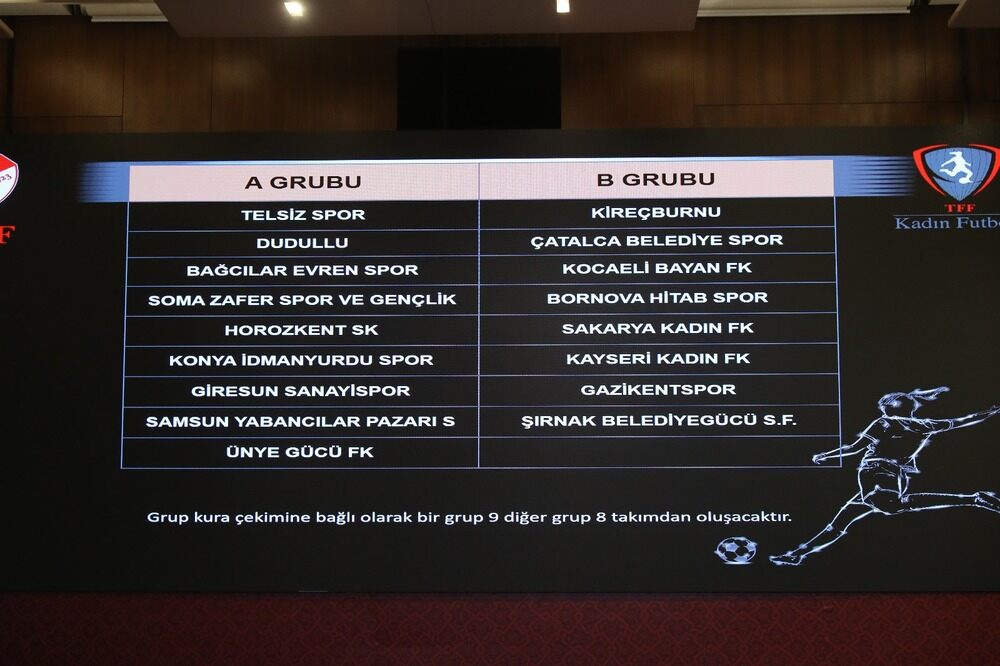 A GRUBU B GRUBU
TELSİZ SPOR KİREÇBURNU
DUDULLU ÇATALCA BELEDİYE SPOR
BAĞCILAR EVREN SPOR KOCAELİ BAYAN FK
SOMA ZAFER SPOR VE GENÇLİK BORNOVA HİTAB SPOR
HOROZKENT SK SAKARYA KADIN FK
KONYA İDMANYURDU SPOR KAYSERİ KADIN FK
GİRESUN SANAYİSPOR GAZİKENTSPOR
SAMSUN YABANCILAR PAZARI S ŞIRNAK BELEDİYEGÜCÜ S.F.
ÜNYE GÜCÜ FK
Grup kura çekimine bağlı olarak bir grup 9 diğer grup 8 takımdan oluşacaktır.
TFF
Kadın Futbo
23
F